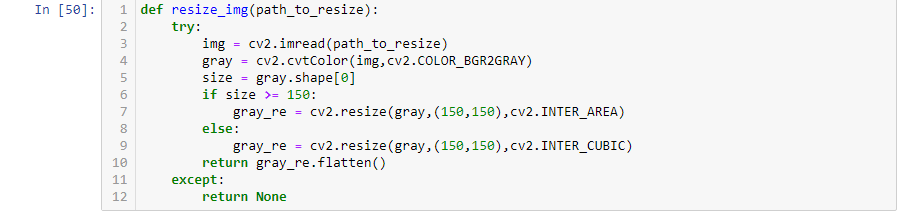 In [50]:
1 def resize_img(path_to_resize):
2     try:
3         img = cv2.imread(path_to_resize)
4         gray = cv2.cvtColor(img,cv2.COLOR_BGR2GRAY)
5         size = gray.shape[0]
6         if size >= 150:
7             gray_re = cv2.resize(gray,(150,150),cv2.INTER_AREA)
8         else:
9             gray_re = cv2.resize(gray,(150,150),cv2.INTER_CUBIC)
10         return gray_re.flatten()
11     except:
12         return None